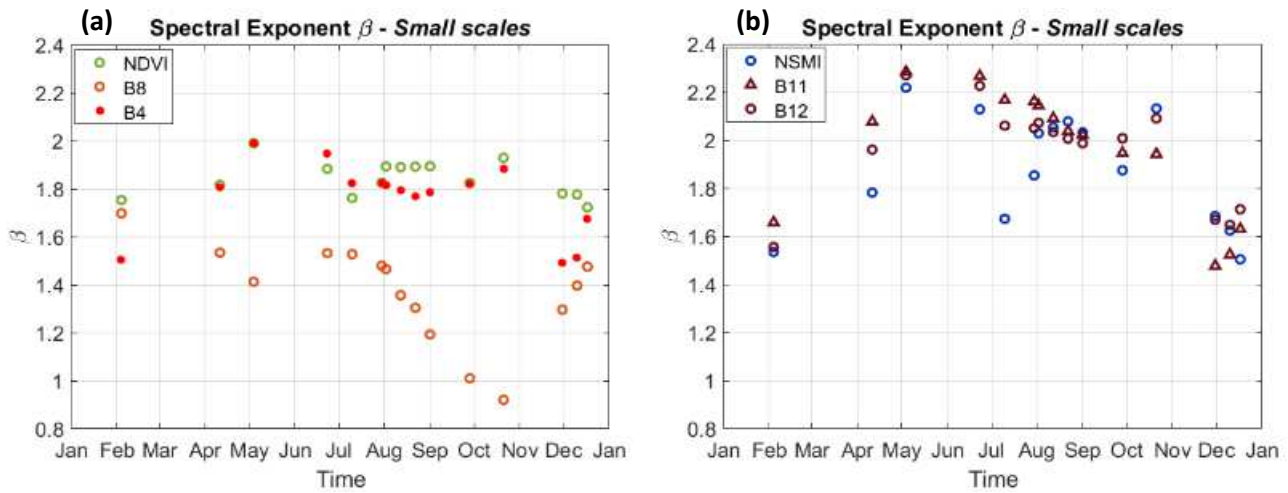 (a)
Spectral Exponent β - Small scales
2.4
2.2
2
1.8
1.6
1.4
1.2
1
0.8
β
NDVI
B8
B4
Jan Feb Mar Apr May Jun Jul Aug Sep Oct Nov Dec Jan
Time
(b)
Spectral Exponent β - Small scales
2.4
2.2
2
1.8
1.6
1.4
1.2
1
0.8
β
NSMI
B11
B12
Jan Feb Mar Apr May Jun Jul Aug Sep Oct Nov Dec Jan
Time